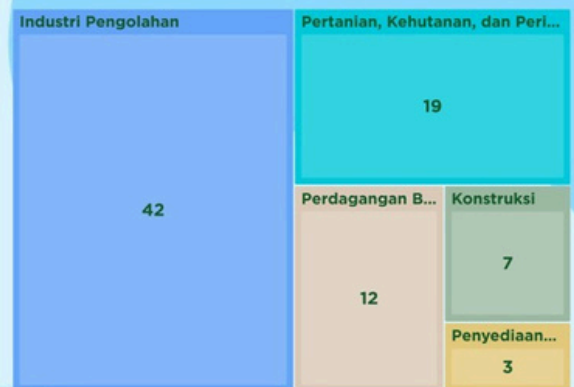 Industri Pengolahan
42
Pertanian, Kehutanan, dan Peri...
19
Perdagangan B...
12
Konstruksi
7
Penyediaan...
3